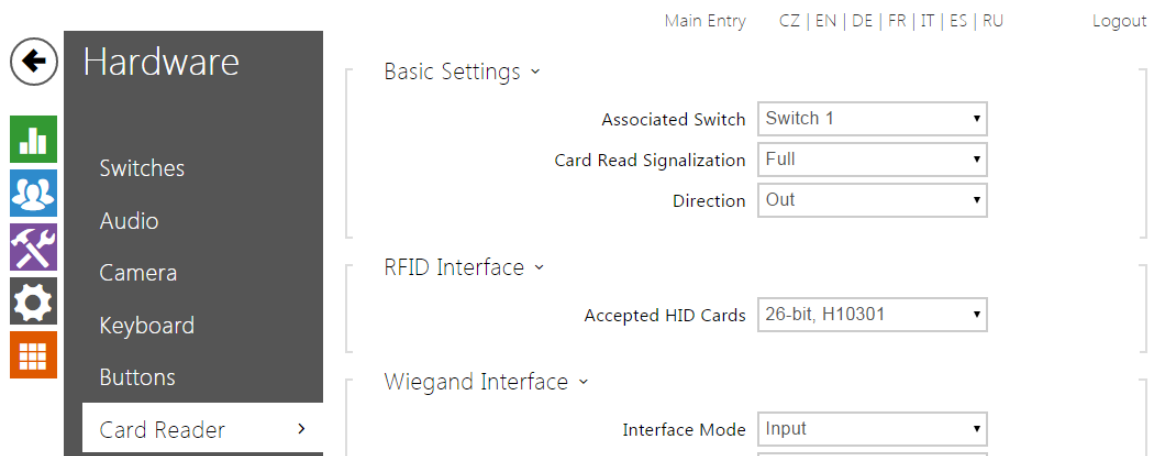 Main Entry CZ | EN | DE | FR | IT | ES | RU Logout
Hardware
Switches
Audio
Camera
Keyboard
Buttons
Card Reader
Basic Settings
Associated Switch Switch 1
Card Read Signalization Full
Direction Out
RFID Interface
Accepted HID Cards 26-bit, H10301
Wiegand Interface
Interface Mode Input